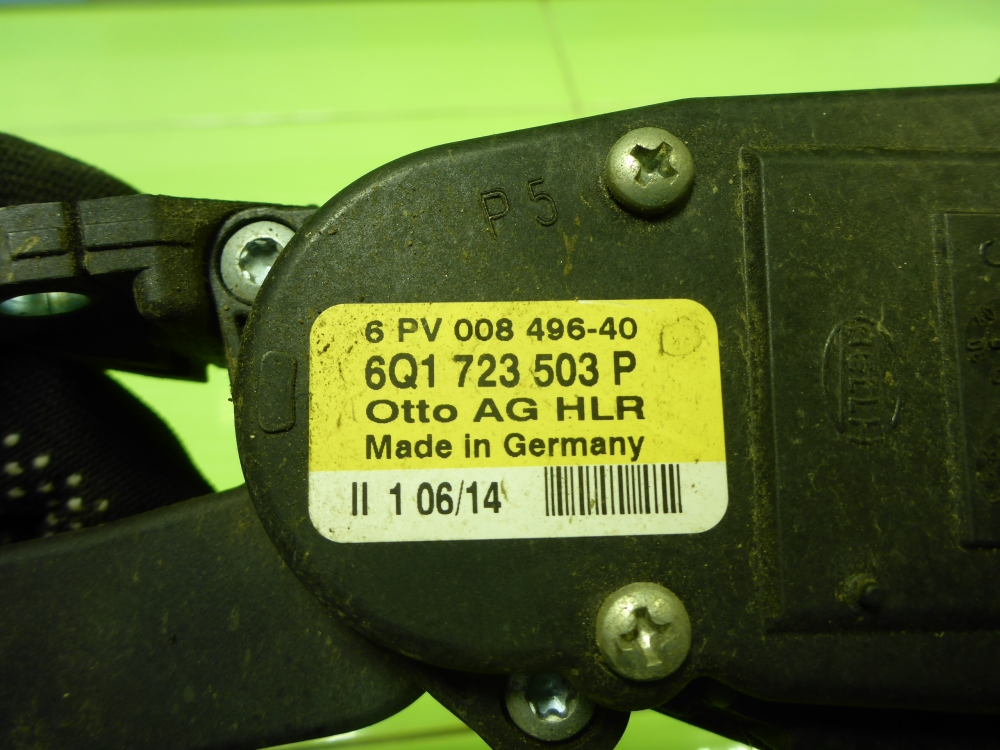 P5
6 PV 008 496-40
6Q1 723 503 P
Otto AG HLR
Made in Germany
II 1 06/14
HELLA